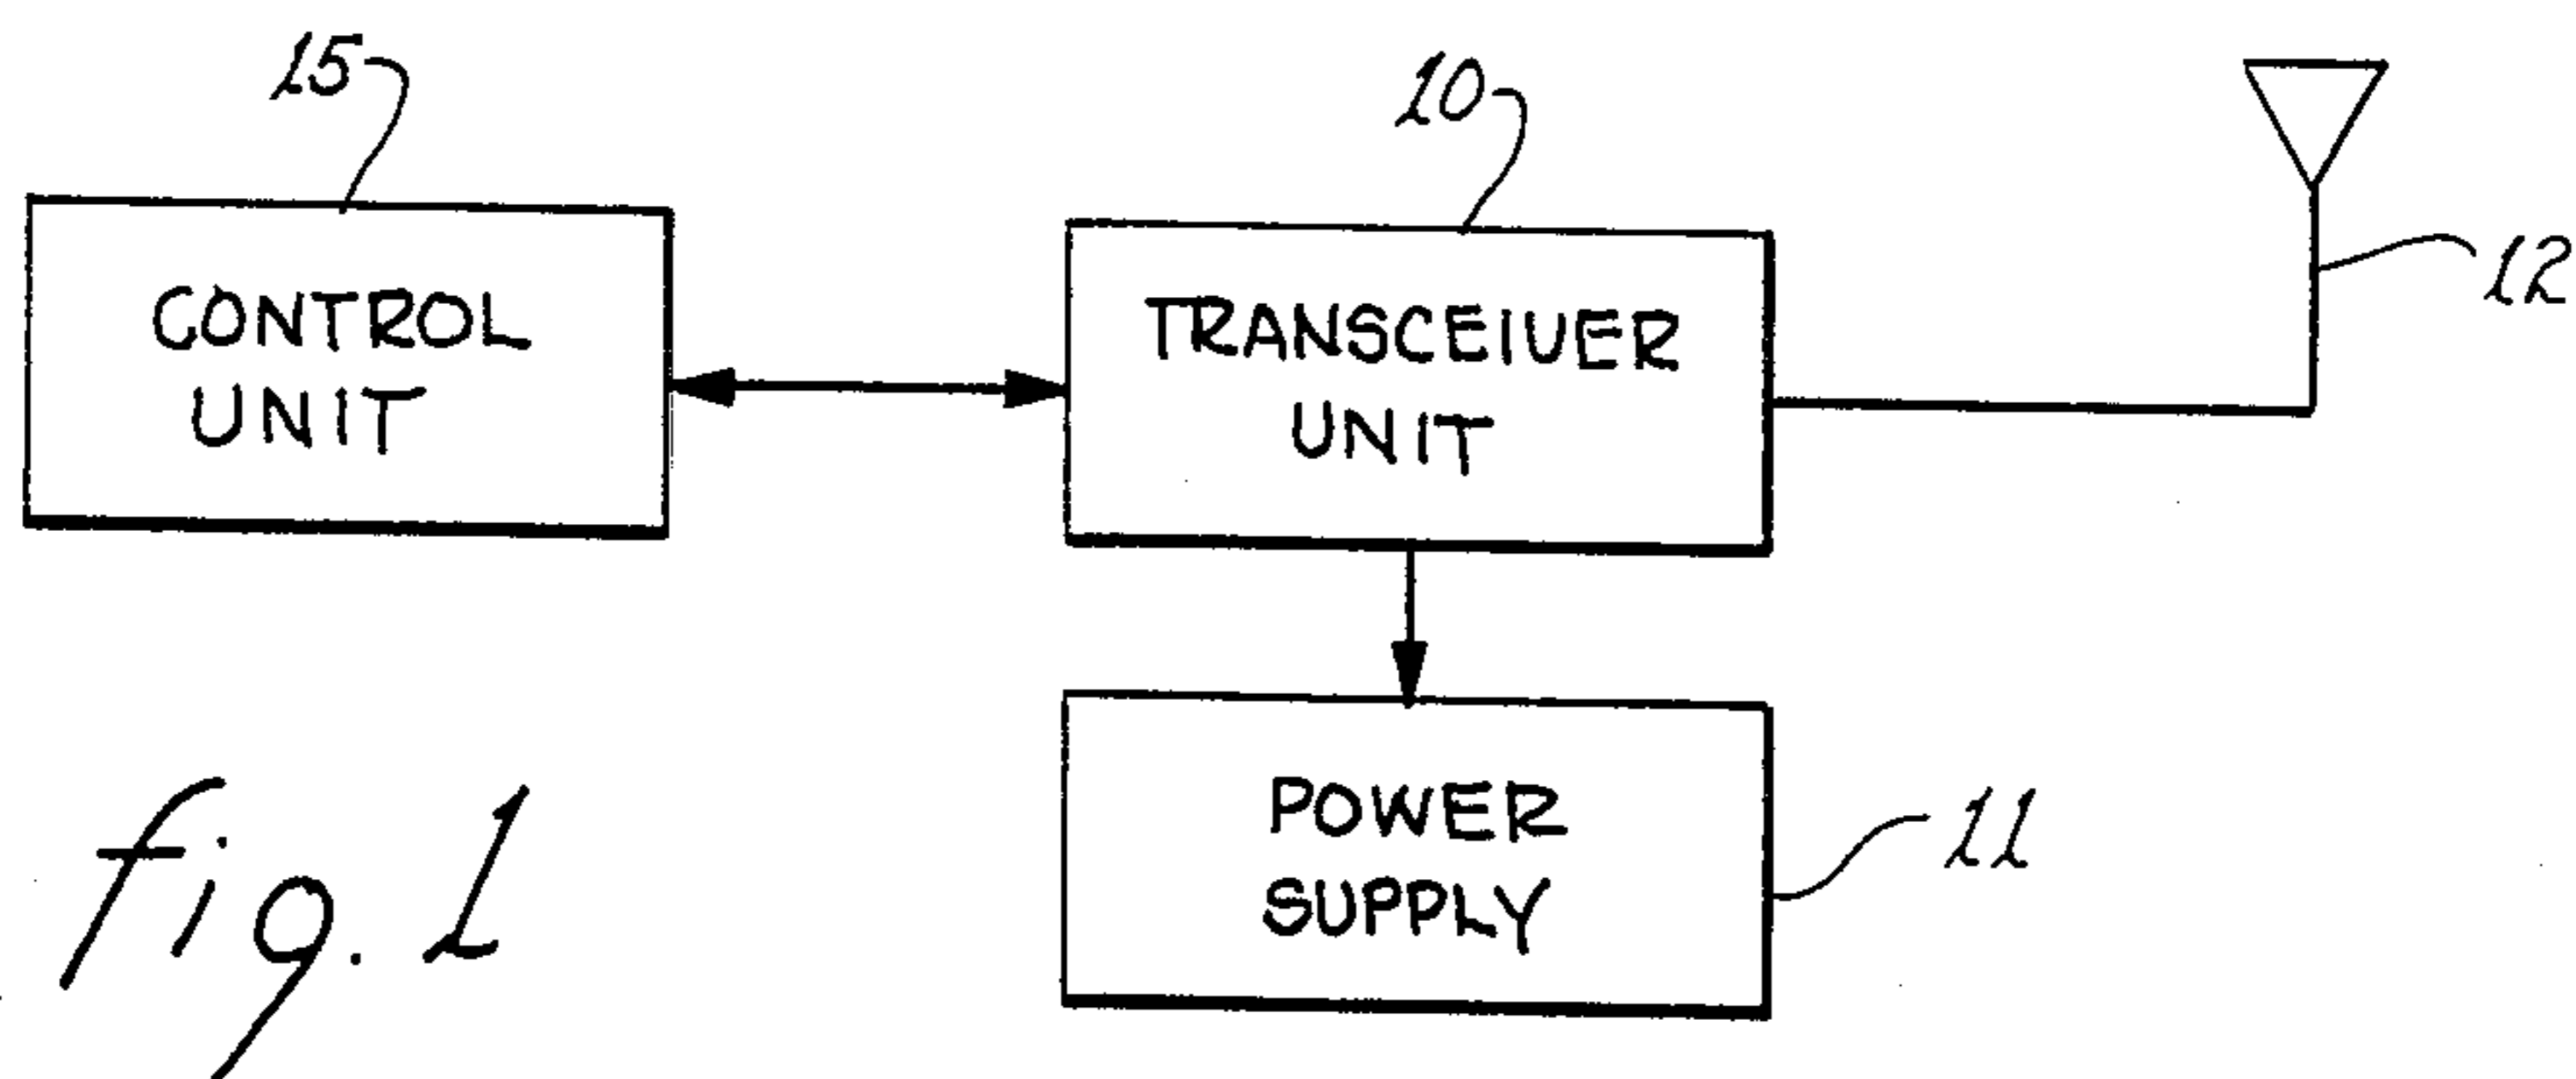 15
10
12
CONTROL
UNIT
TRANSCEIVER
UNIT
POWER
SUPPLY
11
fig. 1